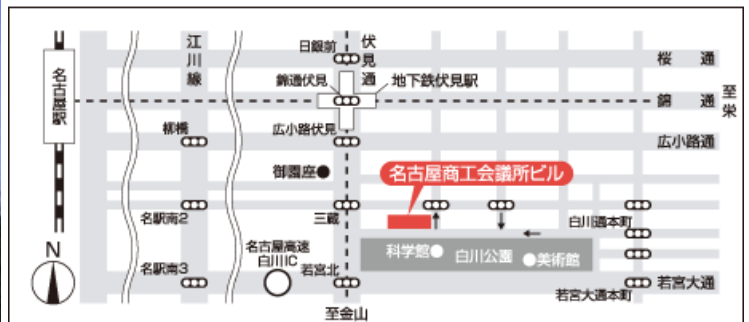 日銀前
伏見通
江川線
桜通
名古屋駅
錦通伏見
地下鉄伏見駅
錦通
至栄
柳橋
広小路伏見
広小路通
御園座
名古屋商工会議所ビル
名駅南2
三蔵
白川通本町
N
名古屋高速
白川IC
科学館
白川公園
美術館
名駅南3
若宮北
若宮大通
若宮大通本町
至金山